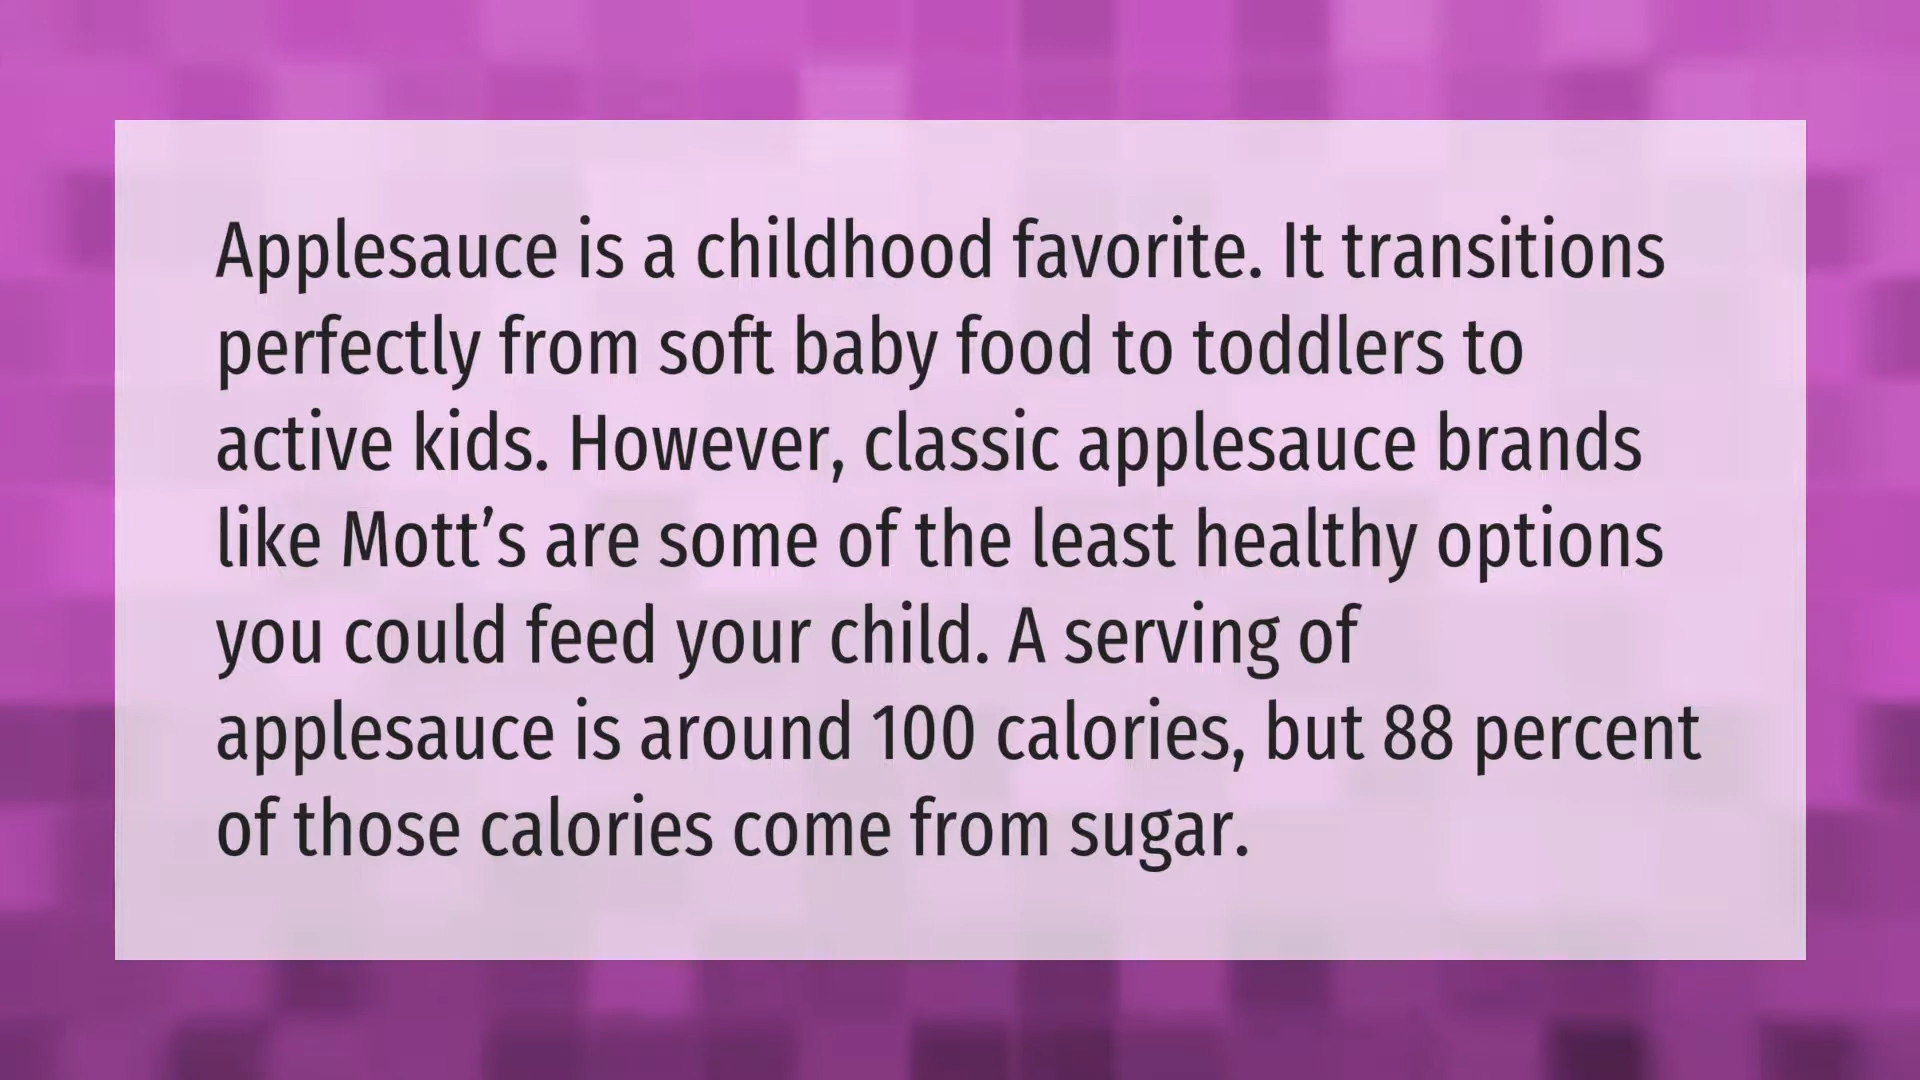 Applesauce is a childhood favorite. It transitions
perfectly from soft baby food to toddlers to
active kids. However, classic applesauce brands
like Mott’s are some of the least healthy options
you could feed your child. A serving of
applesauce is around 100 calories, but 88 percent
of those calories come from sugar.